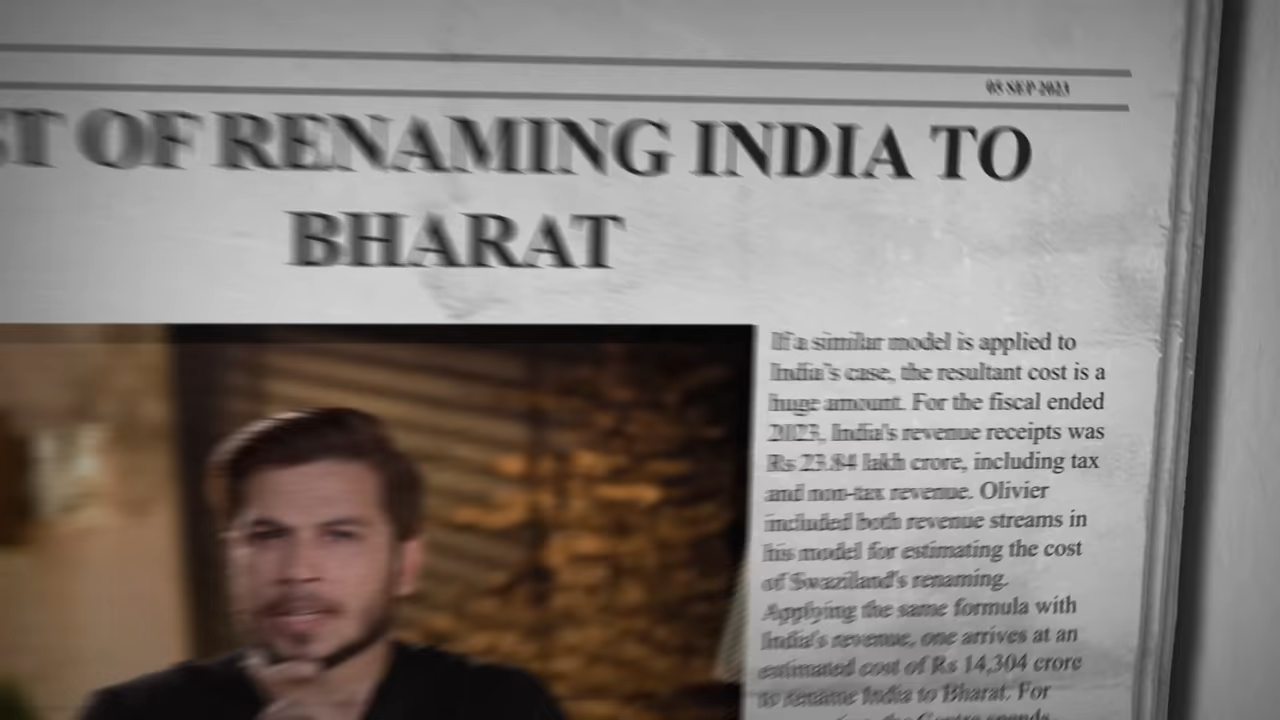 05 SEP 2023
ST OF RENAMING INDIA TO
BHARAT
If a similar model is applied to
India's case, the resultant cost is a
huge amount. For the fiscal ended
2023, India's revenue receipts was
Rs 23.84 lakh crore, including tax
and non-tax revenue. Olivier
included both revenue streams in
his model for estimating the cost
of Swaziland's renaming.
Applying the same formula with
India's revenue, one arrives at an
estimated cost of Rs 14,304 crore
to rename India to Bharat. For
the Centre spends